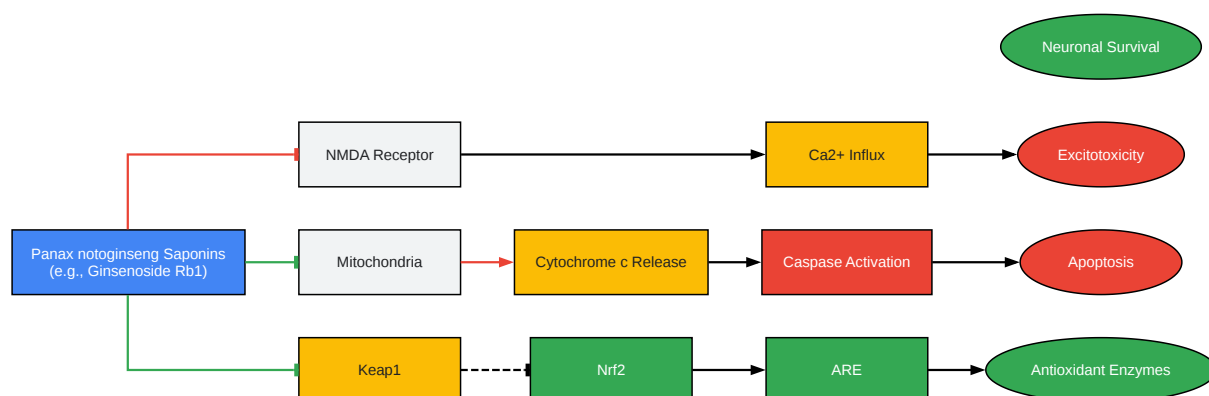 Neuronal Survival
NMDA Receptor
Ca2+ Influx
Excitotoxicity
Panax notoginseng Saponins
(e.g., Ginsenoside Rb1)
Mitochondria
Cytochrome c Release
Caspase Activation
Apoptosis
Keap1
Nrf2
ARE
Antioxidant Enzymes